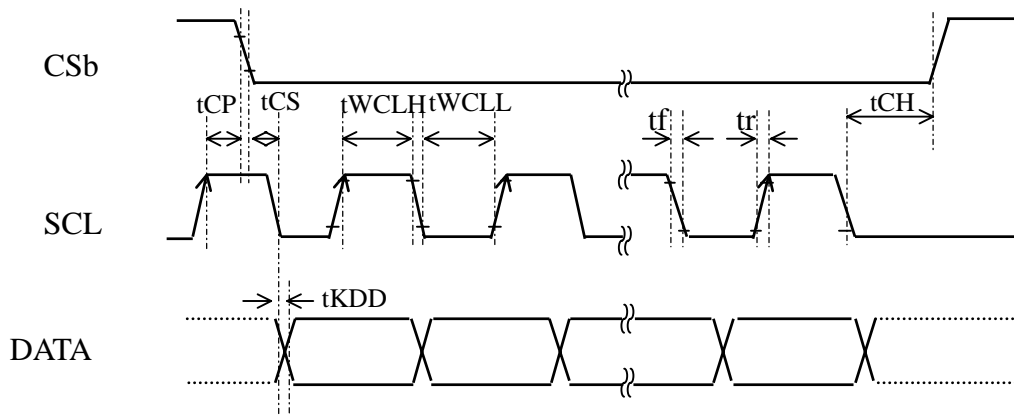 CSb
tCP tCS tWCLH tWCLL tf tr tCH
SCL
tKDD
DATA